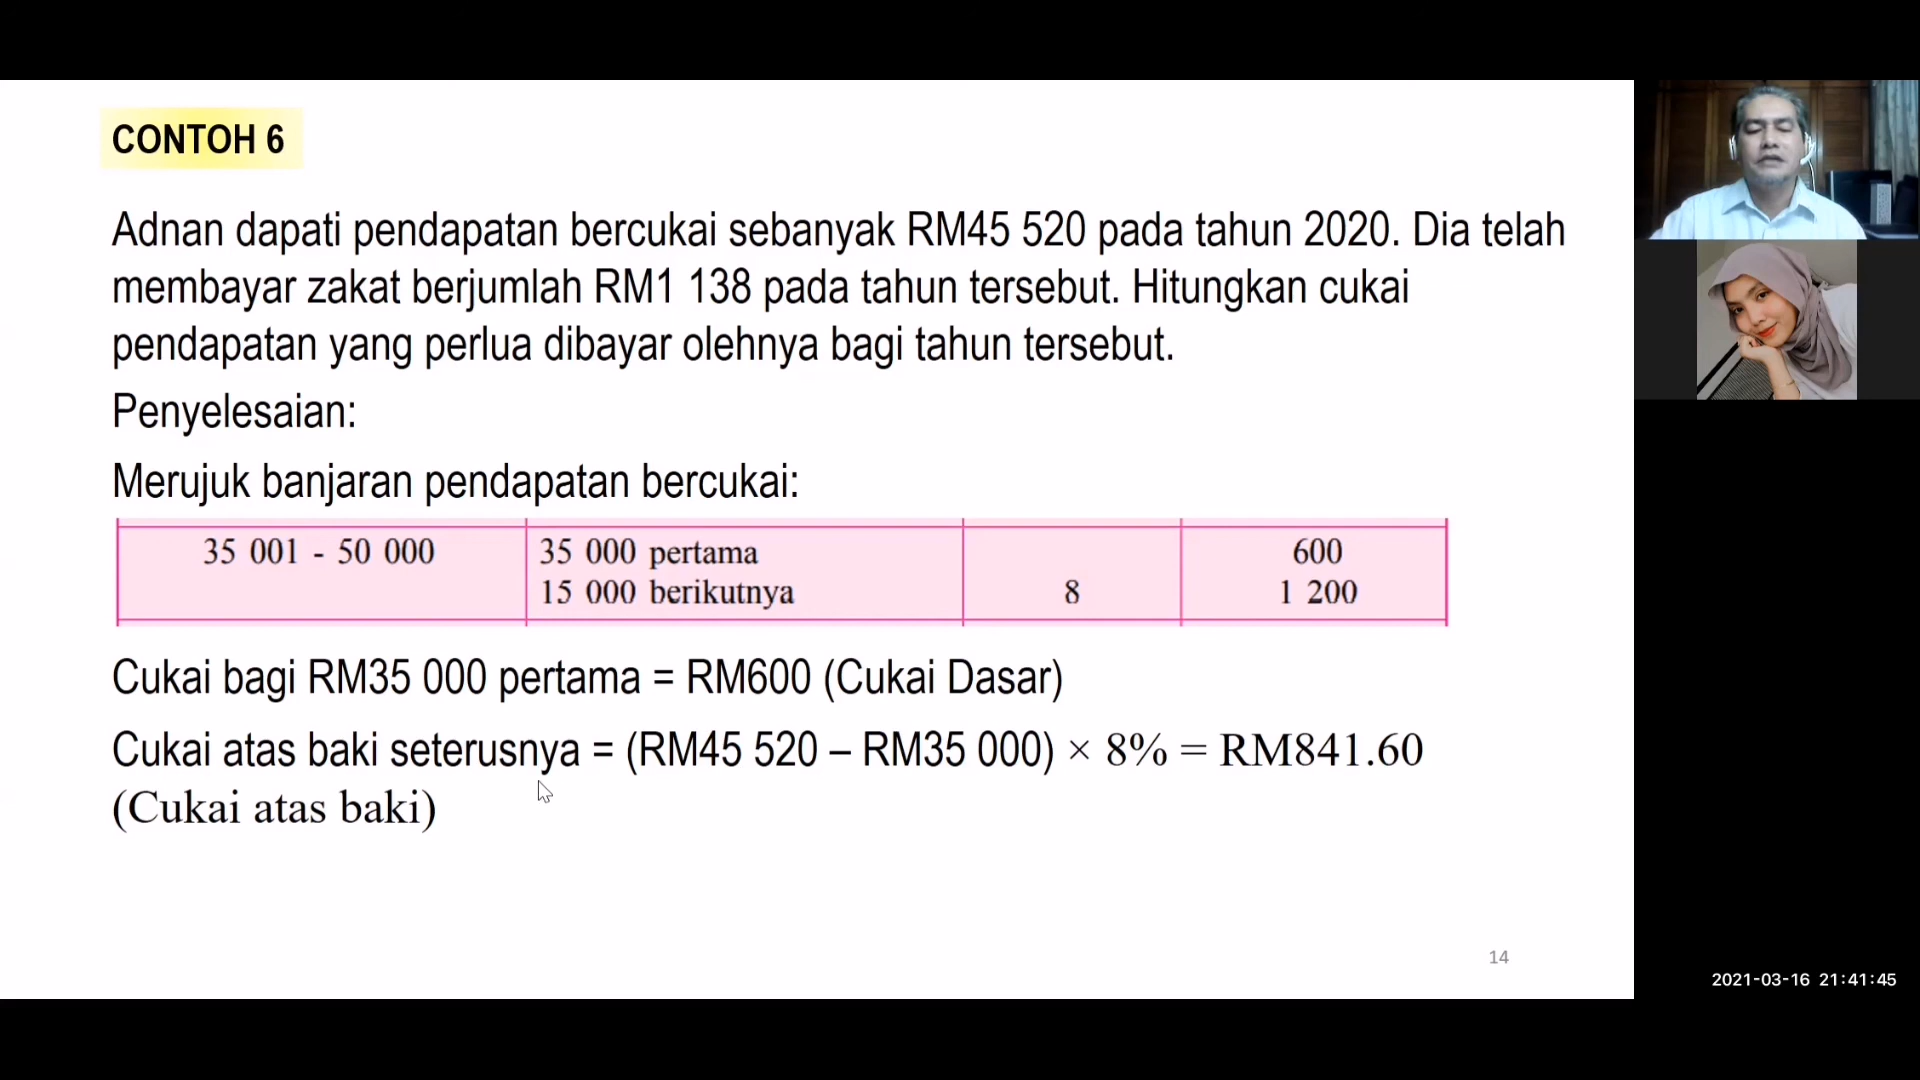 CONTOH 6
Adnan dapati pendapatan bercukai sebanyak RM45 520 pada tahun 2020. Dia telah
membayar zakat berjumlah RM1 138 pada tahun tersebut. Hitungkan cukai
pendapatan yang perlua dibayar olehnya bagi tahun tersebut.
Penyelesaian:
Merujuk banjaran pendapatan bercukai:
35 001 - 50 000 35 000 pertama 600
15 000 berikutnya 8 1 200
Cukai bagi RM35 000 pertama = RM600 (Cukai Dasar)
Cukai atas baki seterusnya = (RM45 520 – RM35 000) × 8% = RM841.60
(Cukai atas baki)
14
2021-03-16 21:41:45